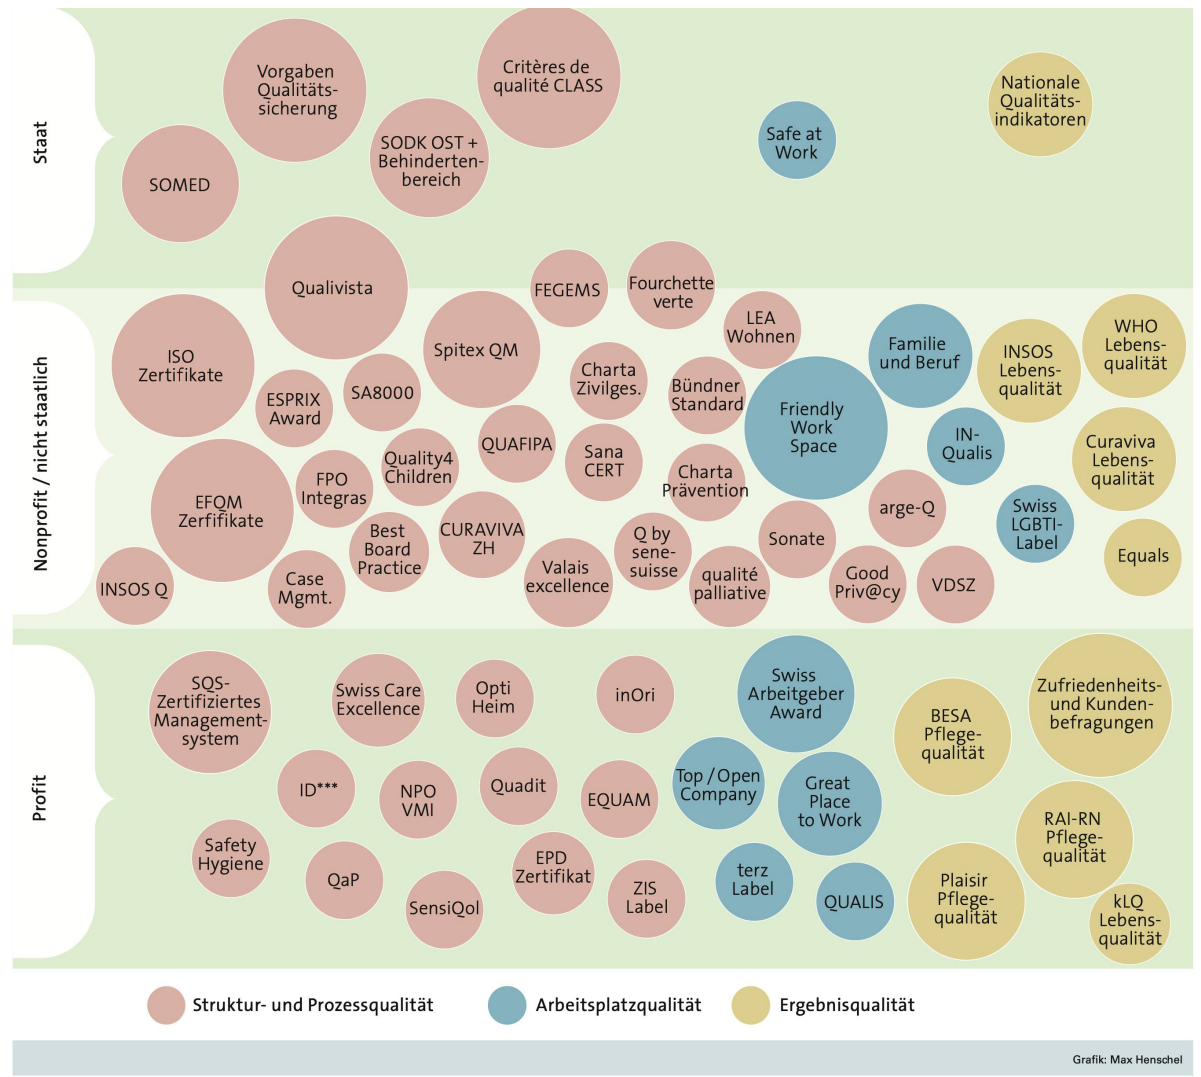 Staat
Vorgaben
Qualitäts-
sicherung
Critères de
qualité CLASS
SODK OST +
Behinderten-
bereich
SOMED
Safe at
Work
Nationale
Qualitäts-
indikatoren
Nonprofit / nicht staatlich
Qualivista
FEGEMS
Fourchette
verte
LEA
Wohnen
ISO
Zertifikate
Spitex QM
ESPRIX
Award
SA8000
Charta
Zivilges.
Bündner
Standard
Friendly
Work
Space
Familie
und Beruf
INSOS
Lebens-
qualität
WHO
Lebens-
qualität
EFQM
Zerfifikate
FPO
Integras
Quality4
Children
QUAFIPA
Sana
CERT
Charta
Prävention
IN-
Qualis
Curaviva
Lebens-
qualität
arge-Q
Swiss
LGBTI-
Label
INSOS Q
Case
Mgmt.
Best
Board
Practice
CURAVIVA
ZH
Valais
excellence
Q by
sene-
suisse
qualité
palliative
Sonate
Good
Priv@cy
VDSZ
Equals
Profit
SQS-
Zertifiziertes
Management-
system
Swiss Care
Excellence
Opti
Heim
inOri
Swiss
Arbeitgeber
Award
BESA
Pflege-
qualität
Zufriedenheits-
und Kunden-
befragungen
ID***
NPO
VMI
Quadit
EQUAM
Top / Open
Company
Great
Place
to Work
RAI-RN
Pflege-
qualität
Safety
Hygiene
QaP
SensiQol
EPD
Zertifikat
ZIS
Label
terz
Label
QUALIS
Plaisir
Pflege-
qualität
kLQ
Lebens-
qualität
Struktur- und Prozessqualität
Arbeitsplatzqualität
Ergebnisqualität
Grafik: Max Henschel